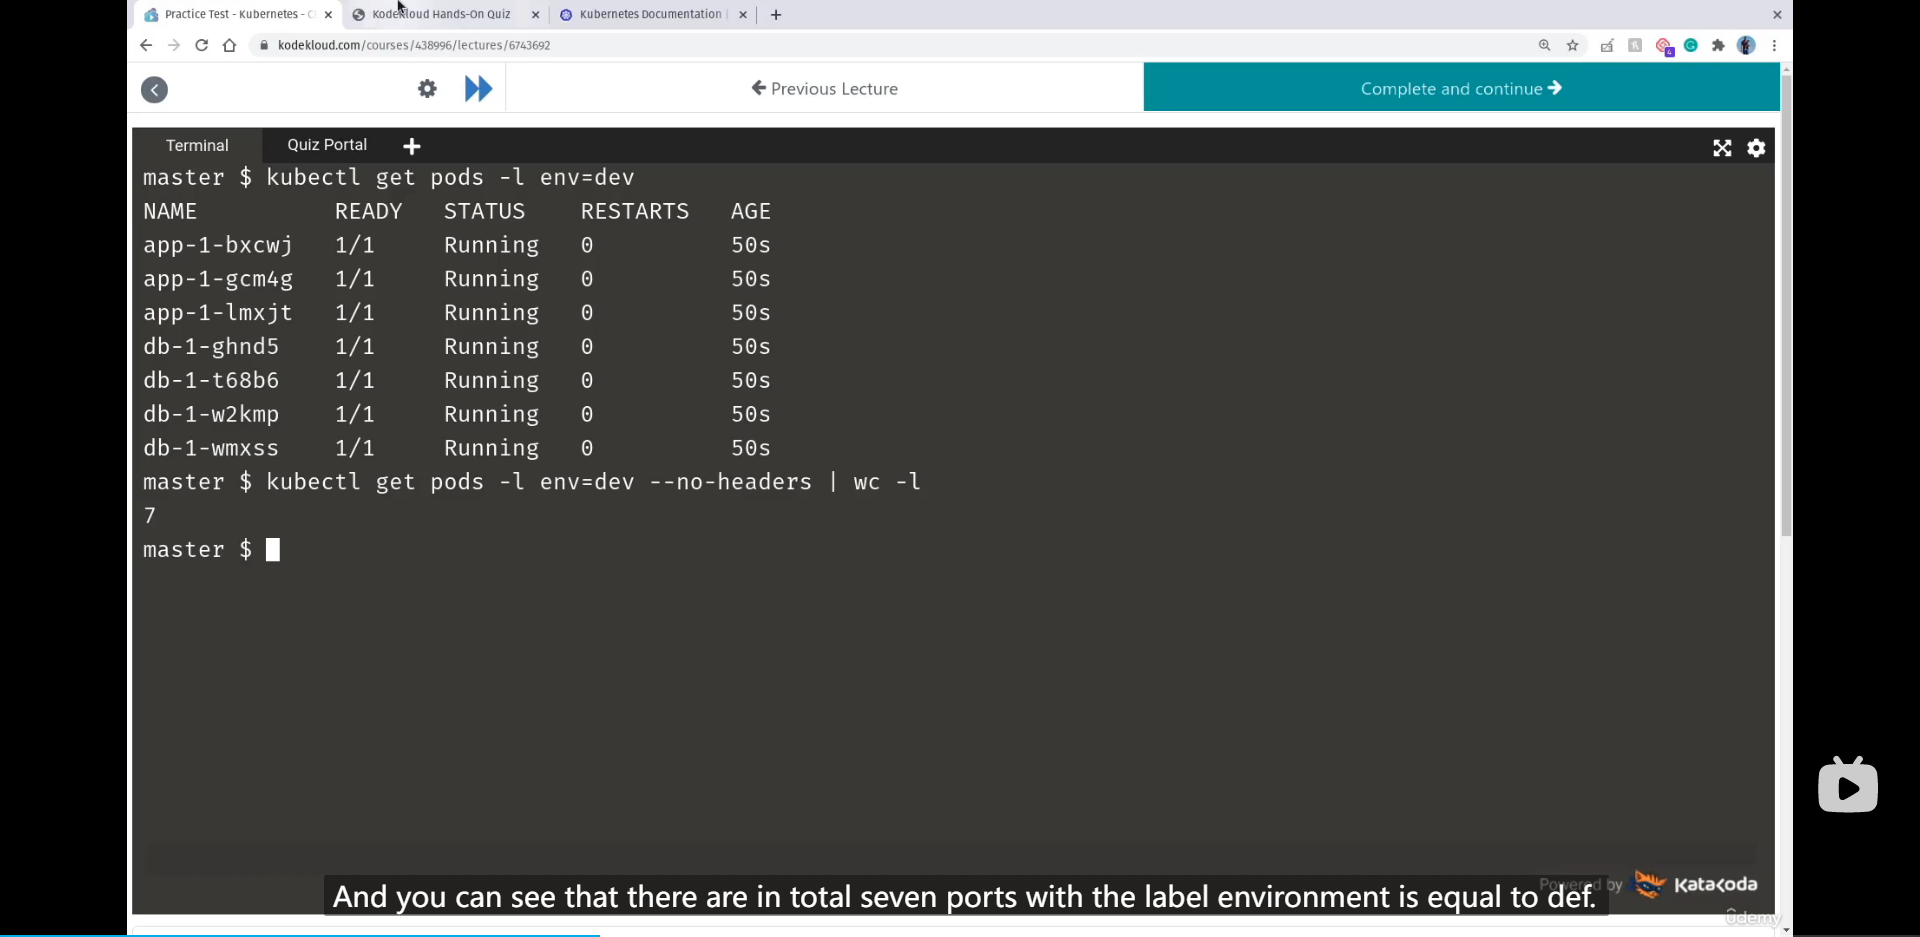 Practice Test - Kubernetes - C
KodeKloud Hands-On Quiz
Kubernetes Documentation
kodekloud.com/courses/438996/lectures/6743692
Previous Lecture
Complete and continue
Terminal
Quiz Portal
master $ kubectl get pods -l env=dev
NAME READY STATUS RESTARTS AGE
app-1-bxcwj 1/1 Running 0 50s
app-1-gcm4g 1/1 Running 0 50s
app-1-lmxjt 1/1 Running 0 50s
db-1-ghnd5 1/1 Running 0 50s
db-1-t68b6 1/1 Running 0 50s
db-1-w2kmp 1/1 Running 0 50s
db-1-wmxss 1/1 Running 0 50s
master $ kubectl get pods -l env=dev --no-headers | wc -l
7
master $
And you can see that there are in total seven ports with the label environment is equal to def.
Powered by Katacoda
ûdemy